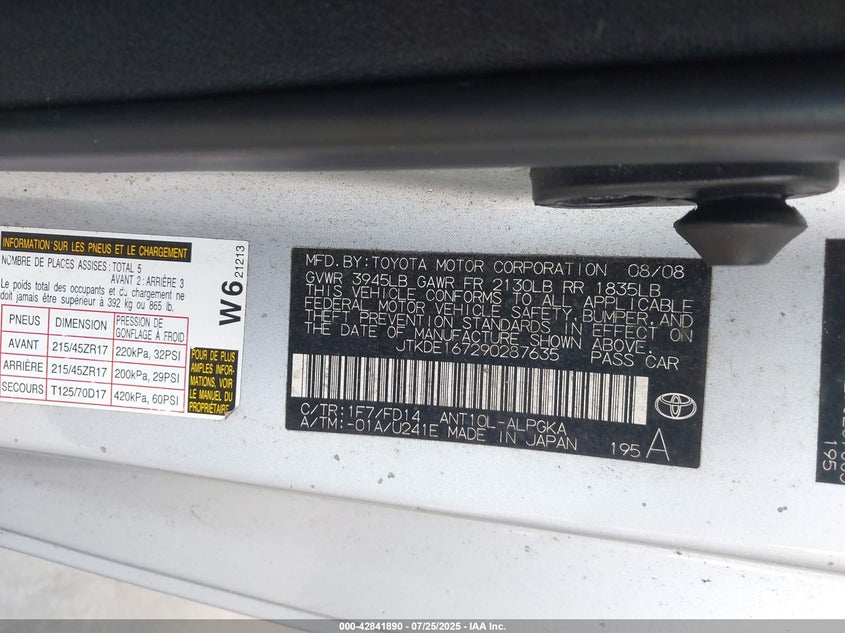 INFORMATION SUR LES PNEUS ET LE CHARGEMENT
NOMBRE DE PLACES ASSISES: TOTAL 5
AVANT 2: ARRIÈRE 3
Le poids total des occupants et du chargement ne
doit jamais être supérieur à 392 kg ou 865 lb.
PNEUS DIMENSION PRESSION DE GONFLAGE À FROID
AVANT 215/45ZR17 220kPa, 32PSI
ARRIÈRE 215/45ZR17 200kPa, 29PSI
SECOURS T125/70D17 420kPa, 60PSI
POUR DE PLUS
AMPLES INFOR-
MATIONS, VOIR
LE MANUEL DU
PROPRIÉTAIRE
W6 21213
MFD.BY: TOYOTA MOTOR CORPORATION 08/08
GVWR 3945LB GAWR FR 2130LB RR 1835LB
THIS VEHICLE CONFORMS TO ALL APPLICABLE
FEDERAL MOTOR VEHICLE SAFETY, BUMPER, AND
THEFT PREVENTION STANDARDS IN EFFECT ON
THE DATE OF MANUFACTURE SHOWN ABOVE.
JTKDE167290287635 PASS CAR
C/TR: 1F7/FD14 ANT10L-ALPGKA
A/TM:-01A/U241E MADE IN JAPAN
195 A
195
000-42841890 - 07/25/2025 - IAA Inc.